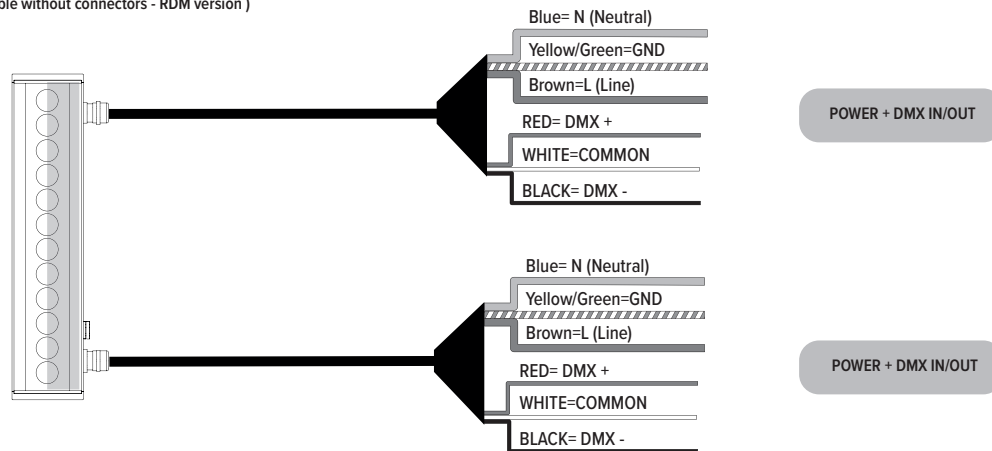 without connectors - RDM version )
Blue= N (Neutral)
Yellow/Green=GND
Brown=L (Line)
RED= DMX +
WHITE=COMMON
BLACK= DMX -
POWER + DMX IN/OUT
Blue= N (Neutral)
Yellow/Green=GND
Brown=L (Line)
RED= DMX +
WHITE=COMMON
BLACK= DMX -
POWER + DMX IN/OUT